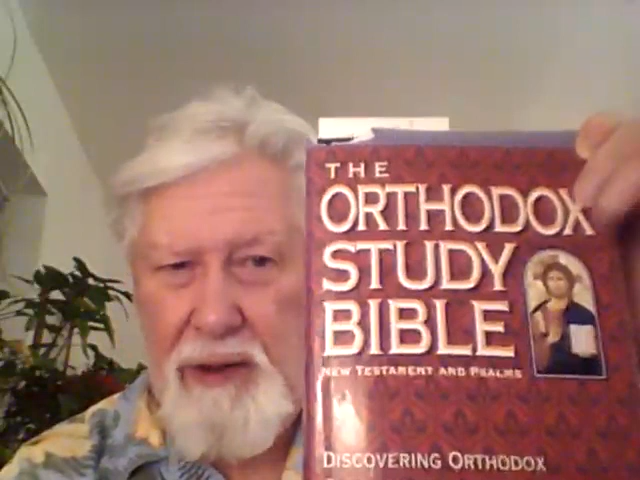 THE
ORTHODOX
STUDY
BIBLE
NEW TESTAMENT AND PSALMS
DISCOVERING ORTHODOX